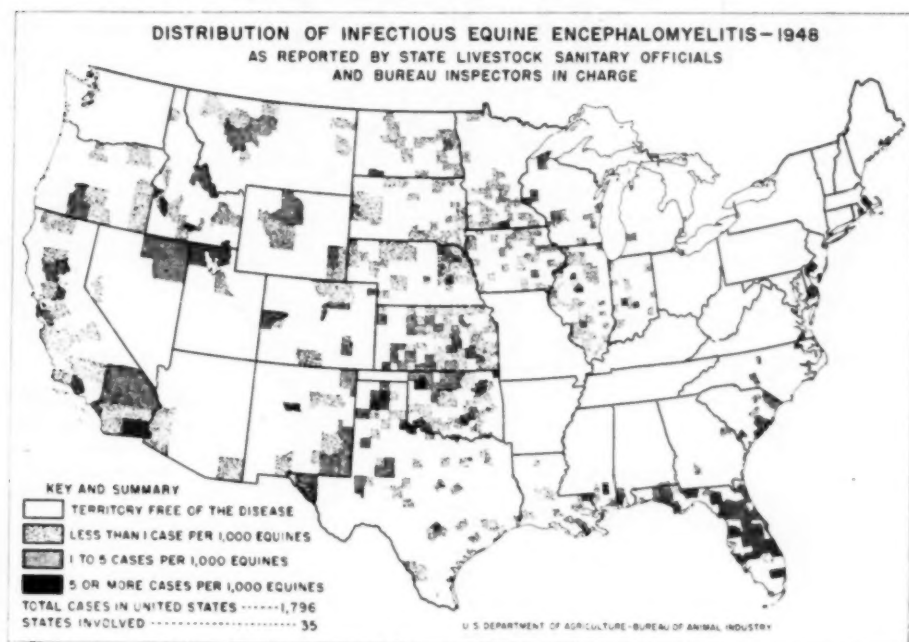 DISTRIBUTION OF INFECTIOUS EQUINE ENCEPHALOMYELITIS-1948
AS REPORTED BY STATE LIVESTOCK SANITARY OFFICIALS
AND BUREAU INSPECTORS IN CHARGE
KEY AND SUMMARY
TERRITORY FREE OF THE DISEASE
LESS THAN 1 CASE PER 1,000 EQUINES
1 TO 5 CASES PER 1,000 EQUINES
5 OR MORE CASES PER 1,000 EQUINES
TOTAL CASES IN UNITED STATES ------1,796
STATES INVOLVED ---------------- 35
U.S. DEPARTMENT OF AGRICULTURE-BUREAU OF ANIMAL INDUSTRY